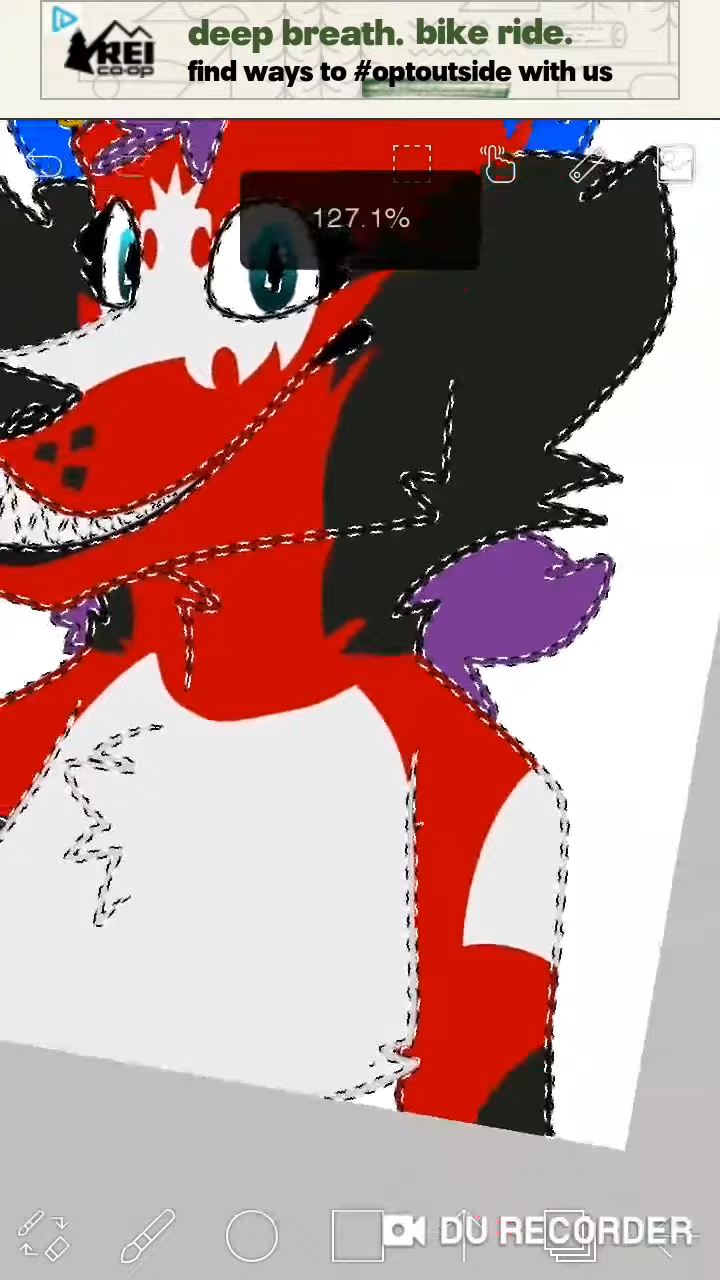 REI
co·op
deep breath. bike ride.
find ways to #optoutside with us
127.1%
DU RECORDER